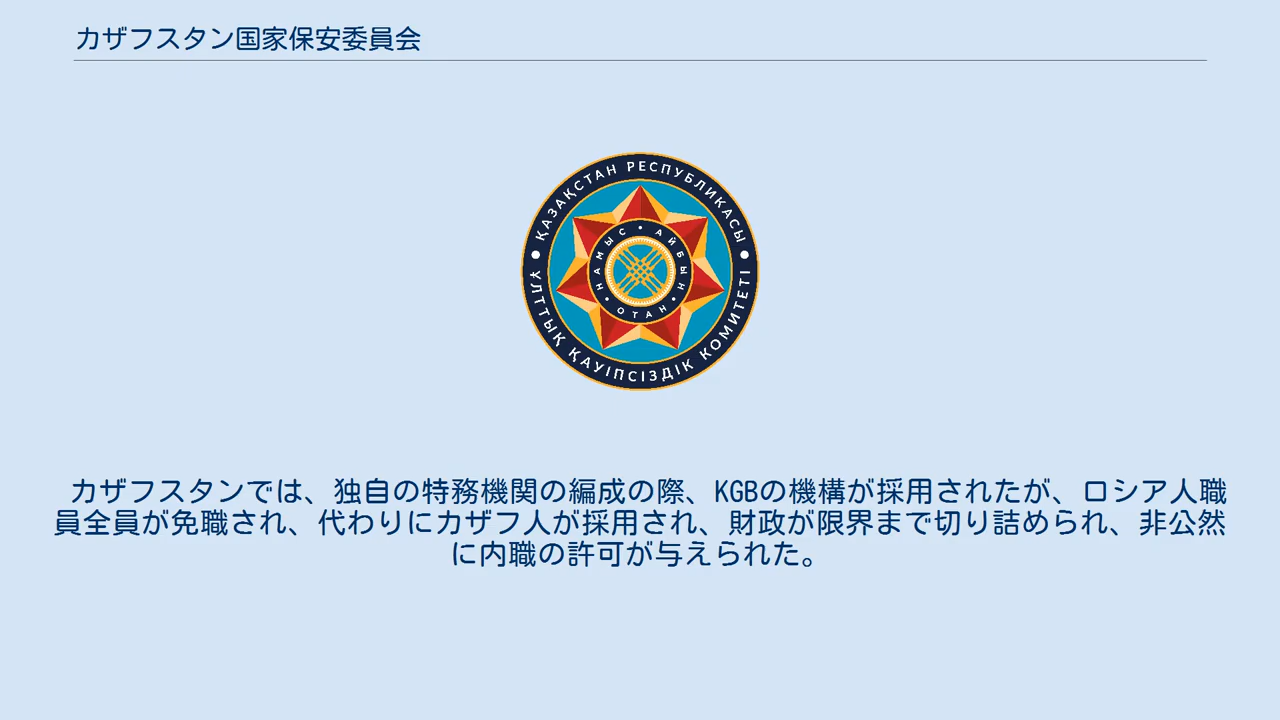 カザフスタン国家保安委員会
ҚАЗАҚСТАН РЕСПУБЛИКАСЫ
НАМЫС • АЙБЫН • ОТАН •
ҰЛТТЫҚ ҚАУІПСІЗДІК КОМИТЕТІ
カザフスタンでは、独自の特務機関の編成の際、KGBの機構が採用されたが、ロシア人職
員全員が免職され、代わりにカザフ人が採用され、財政が限界まで切り詰められ、非公然
に内職の許可が与えられた。